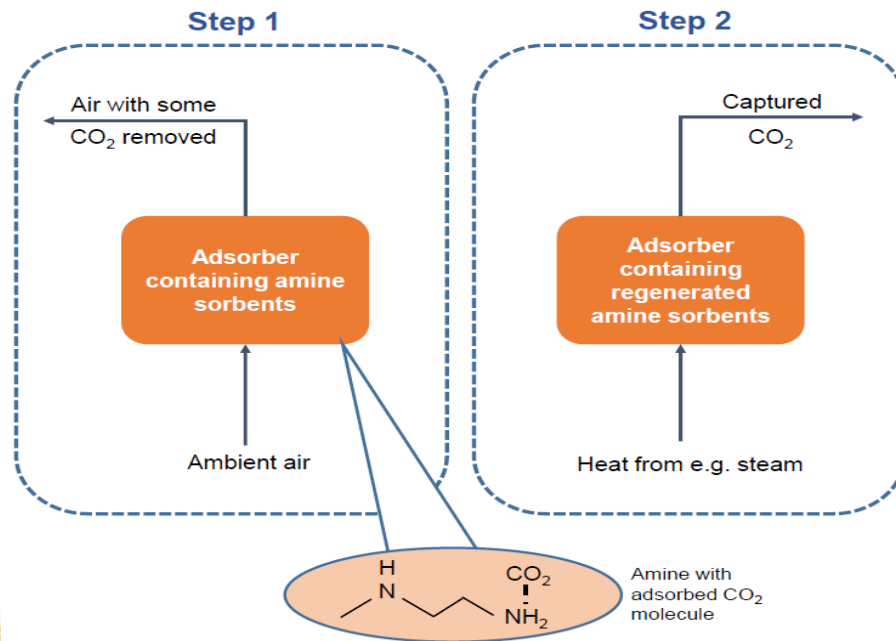 Step 1
Step 2
Air with some
CO₂ removed
Captured
CO₂
Adsorber
containing amine
sorbents
Adsorber
containing
regenerated
amine sorbents
Ambient air
Heat from e.g. steam
H
N
CO₂
NH₂
Amine with
adsorbed CO₂
molecule